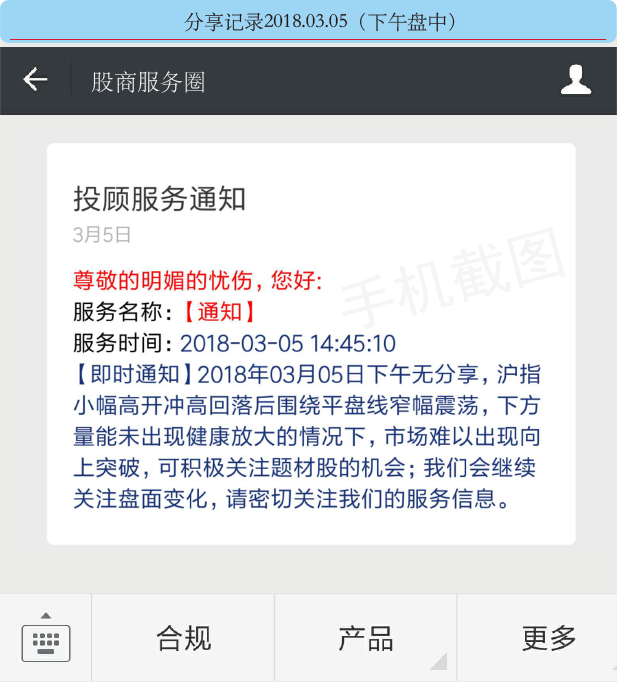 分享记录2018.03.05（下午盘中）
股商服务圈
投顾服务通知
3月5日
手机截图
尊敬的明媚的忧伤，您好:
服务名称:【通知】
服务时间: 2018-03-05 14:45:10
【即时通知】2018年03月05日下午无分享，沪指
小幅高开冲高回落后围绕平盘线窄幅震荡，下方
量能未出现健康放大的情况下，市场难以出现向
上突破，可积极关注题材股的机会；我们会继续
关注盘面变化，请密切关注我们的服务信息。
合规
产品
更多